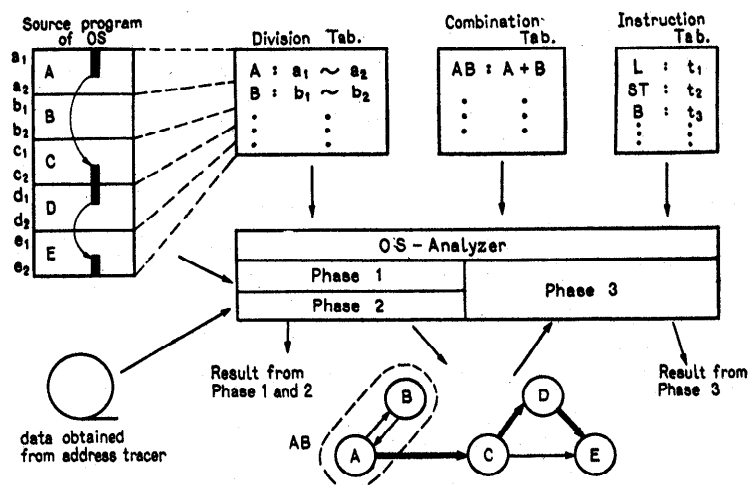 Source program
of OS
a1
A
a2
b1
B
b2
c1
C
c2
d1
D
d2
e1
E
e2
Division Tab.
A : a1 ~ a2
B : b1 ~ b2
Combination
Tab.
AB : A + B
Instruction
Tab.
L : t1
ST : t2
B : t3
OS - Analyzer
Phase 1
Phase 2
Phase 3
Result from
Phase 1 and 2
Result from
Phase 3
data obtained
from address tracer
AB
B
A
C
D
E